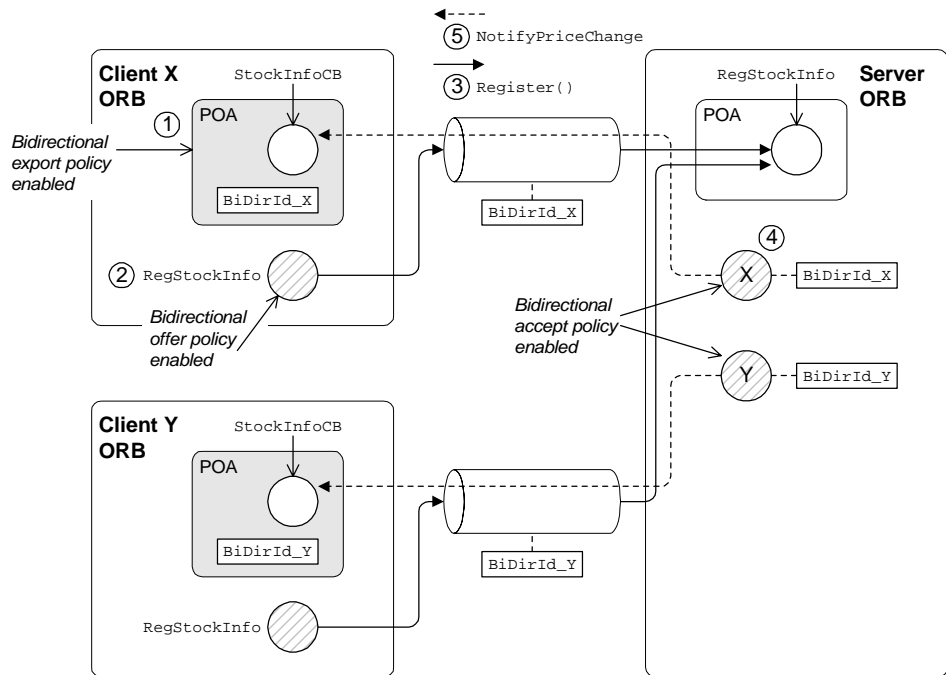 5 NotifyPriceChange
3 Register()
Client X
ORB
StockInfoCB
1
POA
Bidirectional
export policy
enabled
BiDirId_X
2 RegStockInfo
Bidirectional
offer policy
enabled
BiDirId_X
RegStockInfo
Server
ORB
POA
4
X
BiDirId_X
Bidirectional
accept policy
enabled
Y
BiDirId_Y
Client Y
ORB
StockInfoCB
POA
BiDirId_Y
RegStockInfo
BiDirId_Y